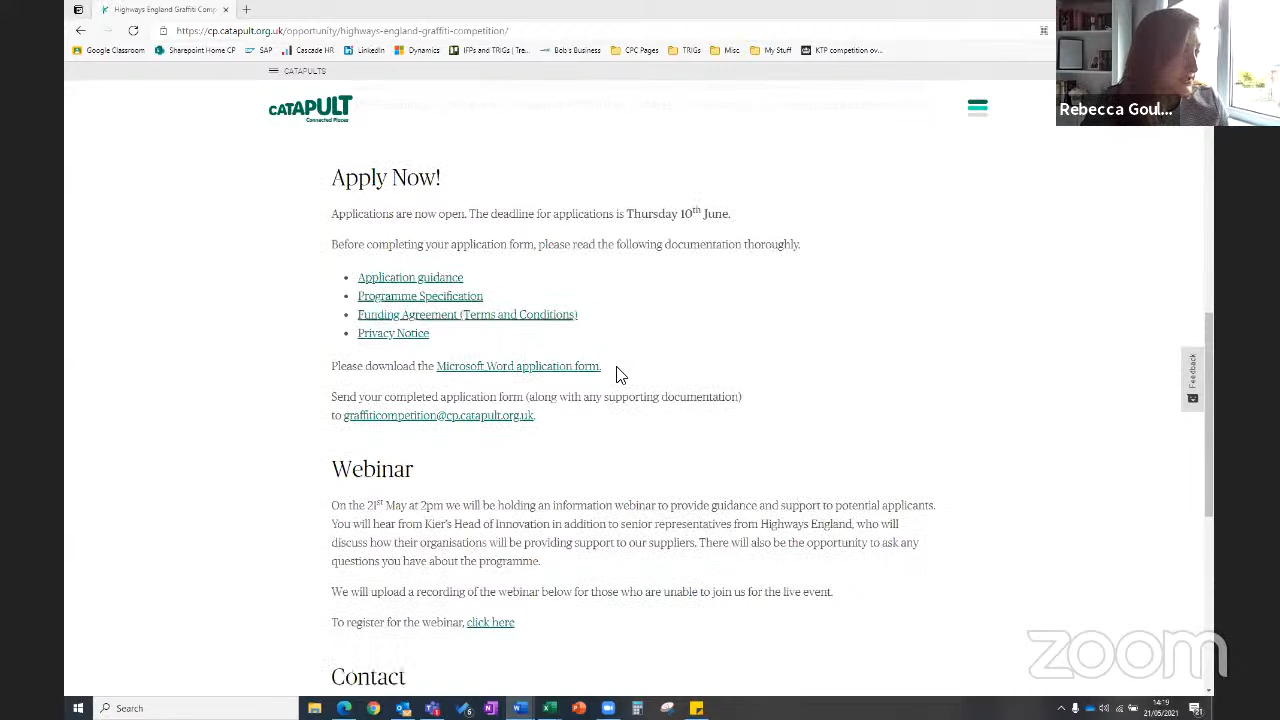 Highways England Graffiti Comp
https://cp.catapult.org.uk/opportunity/highways-england-graffiti-competition/
Google Classroom
Sharepoint Home CP
SAP
Cascade HR
LinkedIn
Dynamics
IFPs and TRIGs
Bob's Business
CPC Pages
TRIGs
Misc
My Stuff
KTP competition ov...
CATAPULTS
CATAPULT
Connected Places
Rebecca Goul...
Apply Now!
Applications are now open. The deadline for applications is Thursday 10th June.
Before completing your application form, please read the following documentation thoroughly.
• Application guidance
• Programme Specification
• Funding Agreement (Terms and Conditions)
• Privacy Notice
Please download the Microsoft Word application form.
Send your completed application form (along with any supporting documentation)
to graffiticompetition@cp.catapult.org.uk.
Feedback
Webinar
On the 21st May at 2pm we will be holding an information webinar to provide guidance and support to potential applicants.
You will hear from Kier's Head of Innovation in addition to senior representatives from Highways England, who will
discuss how their organisations will be providing support to our suppliers. There will also be the opportunity to ask any
questions you have about the programme.
We will upload a recording of the webinar below for those who are unable to join us for the live event.
To register for the webinar, click here
Contact
zoom
Search
14:19
21/05/2021
21